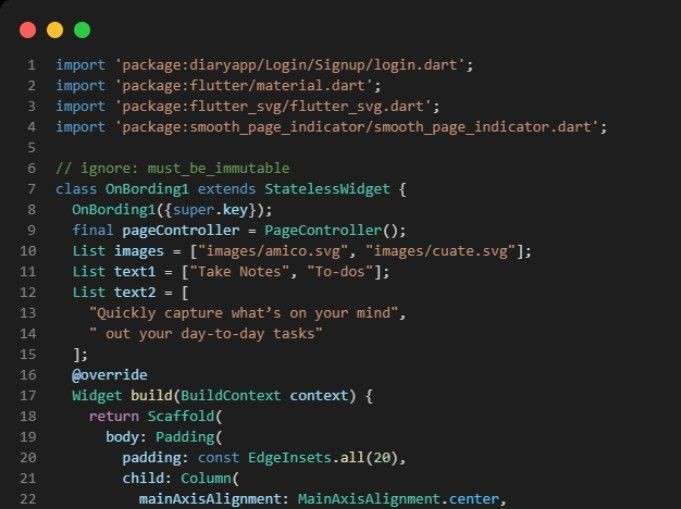 1 import 'package:diaryapp/Login/Signup/login.dart';
2 import 'package:flutter/material.dart';
3 import 'package:flutter_svg/flutter_svg.dart';
4 import 'package:smooth_page_indicator/smooth_page_indicator.dart';
5
6 // ignore: must_be_immutable
7 class OnBording1 extends StatelessWidget {
8   OnBording1({super.key});
9   final pageController = PageController();
10   List images = ["images/amico.svg", "images/cuate.svg"];
11   List text1 = ["Take Notes", "To-dos"];
12   List text2 = [
13     "Quickly capture what’s on your mind",
14     " out your day-to-day tasks"
15   ];
16   @override
17   Widget build(BuildContext context) {
18     return Scaffold(
19       body: Padding(
20         padding: const EdgeInsets.all(20),
21         child: Column(
22           mainAxisAlignment: MainAxisAlignment.center,